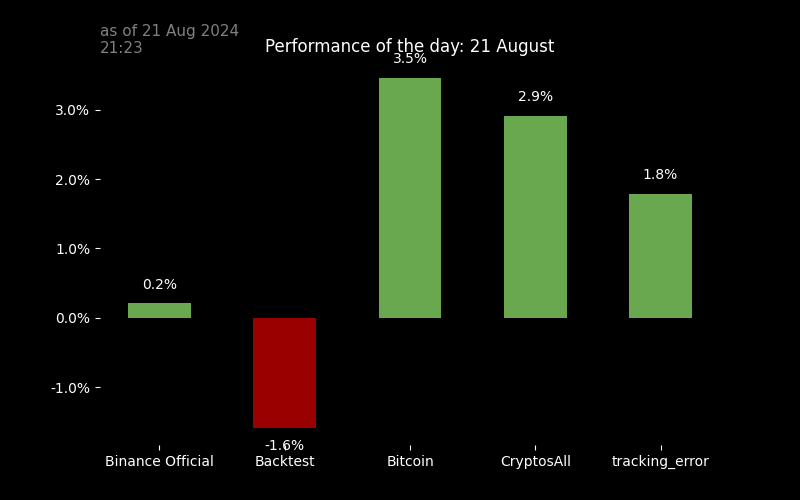 as of 21 Aug 2024
21:23
Performance of the day: 21 August
3.5%
2.9%
1.8%
0.2%
-1.6%
3.0%
2.0%
1.0%
0.0%
-1.0%
Binance Official
Backtest
Bitcoin
CryptosAll
tracking_error